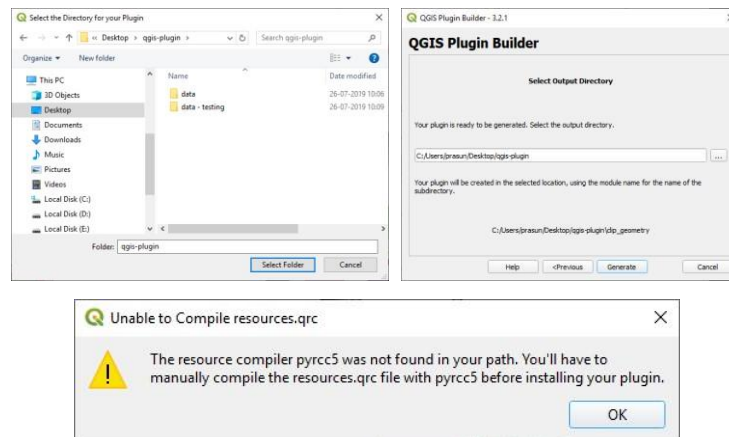 Select the Directory for your Plugin
« Desktop › qgis-plugin ›
Search qgis-plugin
Organize
New folder
This PC
3D Objects
Desktop
Documents
Downloads
Music
Pictures
Videos
Local Disk (C:)
Local Disk (D:)
Local Disk (E:)
Name
Date modified
data
26-07-2019 10:06
data - testing
26-07-2019 10:09
Folder: qgis-plugin
Select Folder
Cancel
QGIS Plugin Builder - 3.2.1
QGIS Plugin Builder
Select Output Directory
Your plugin is ready to be generated. Select the output directory.
C:/Users/prasun/Desktop/qgis-plugin
...
Your plugin will be created in the selected location, using the module name for the name of the
subdirectory.
C:/Users/prasun/Desktop/qgis-plugin\clip_geometry
Help
<Previous
Generate
Cancel
Unable to Compile resources.qrc
The resource compiler pyrcc5 was not found in your path. You'll have to
manually compile the resources.qrc file with pyrcc5 before installing your plugin.
OK